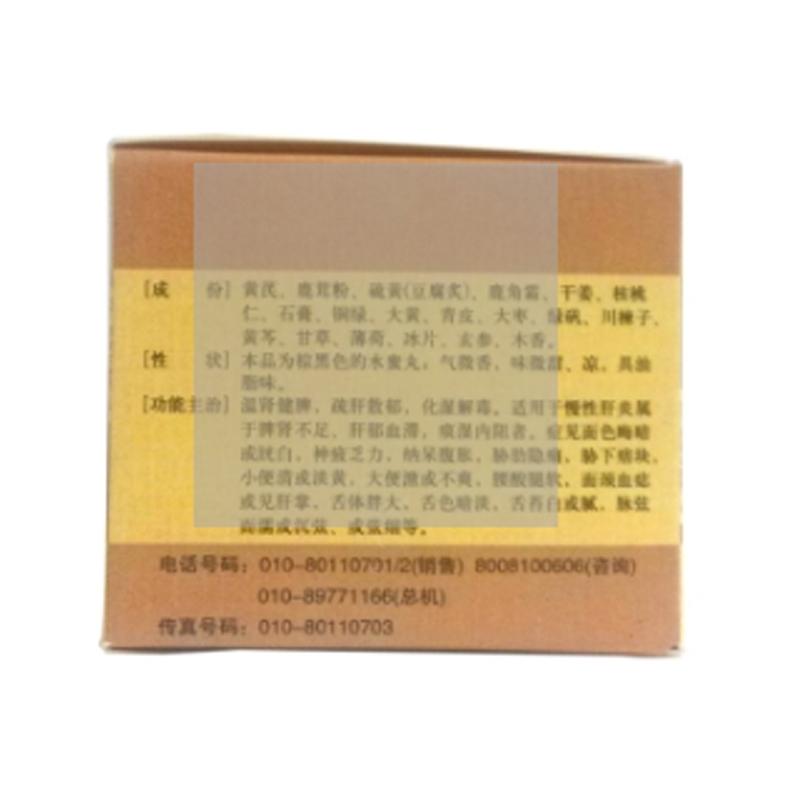 [成 份] 黄芪、鹿茸粉、硫黄(豆腐炙)、鹿角霜、干姜、核桃
仁、石膏、铜绿、大黄、青皮、大枣、绿矾、川楝子、
黄芩、甘草、薄荷、冰片、玄参、木香。
[性 状] 本品为棕黑色的水蜜丸；气微香，味微甜、凉，具油
脂味。
[功能主治] 温肾健脾，疏肝散郁，化湿解毒。适用于慢性肝炎属
于脾肾不足、肝郁血滞，痰湿内阻者。症见面色晦暗
或㿠白，神疲乏力，纳呆腹胀，胁肋隐痛，胁下痞块，
小便清或淡黄，大便溏或不爽，腰酸腿软，面颈血痣
或见肝掌，舌体胖大，舌色暗淡，舌苔白或腻，脉弦
而濡或沉弦、或弦细等。
电话号码：010-80110701/2(销售) 8008100606(咨询)
010-89771166(总机)
传真号码：010-80110703